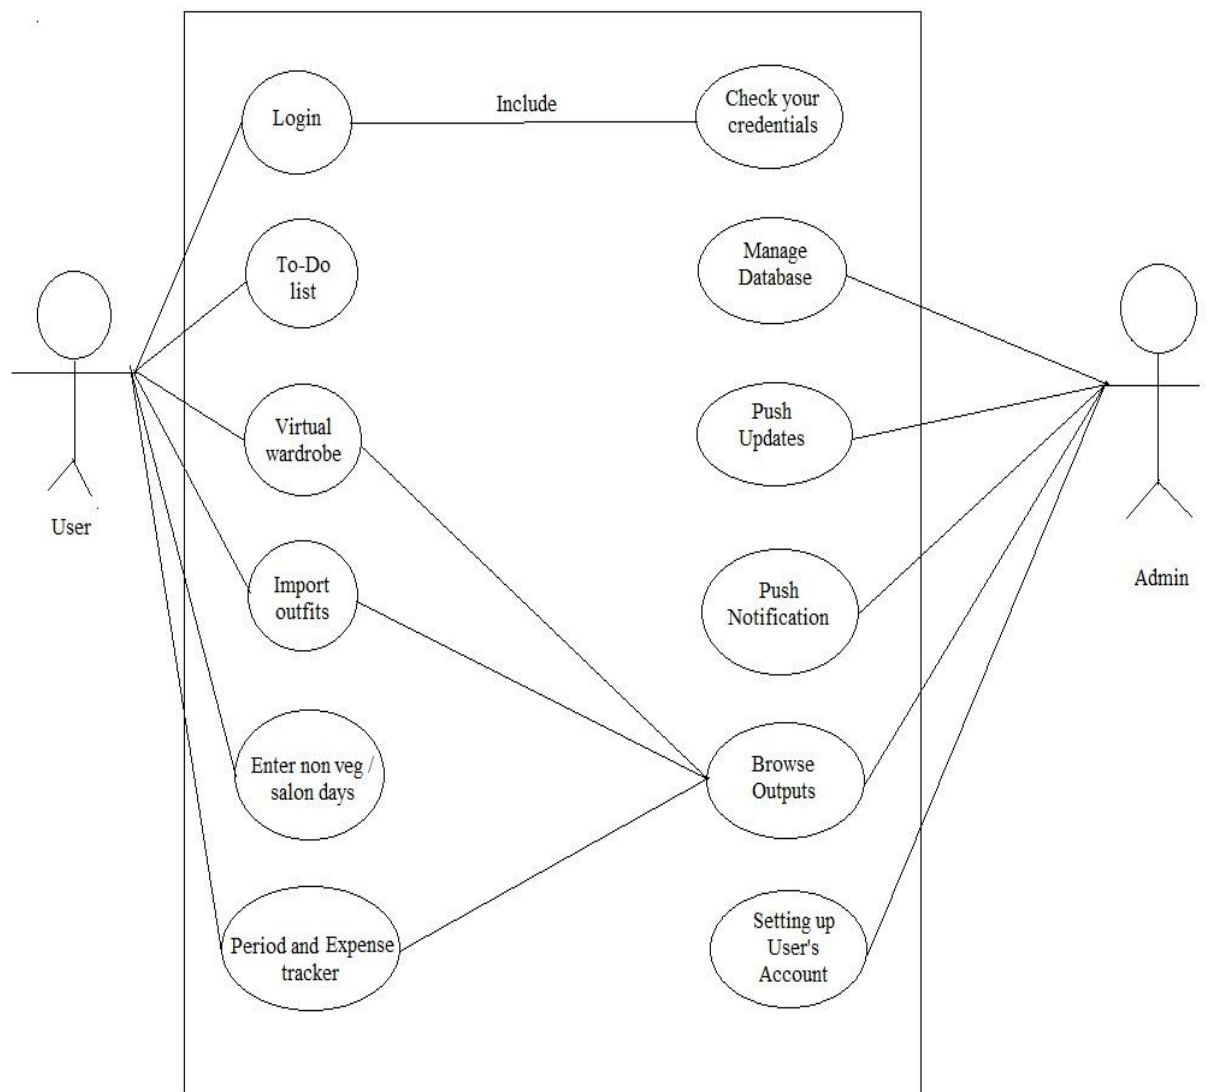 Login
Include
Check your
credentials
To-Do
list
Manage
Database
Virtual
wardrobe
Push
Updates
User
Import
outfits
Push
Notification
Admin
Enter non veg /
salon days
Browse
Outputs
Period and Expense
tracker
Setting up
User's
Account